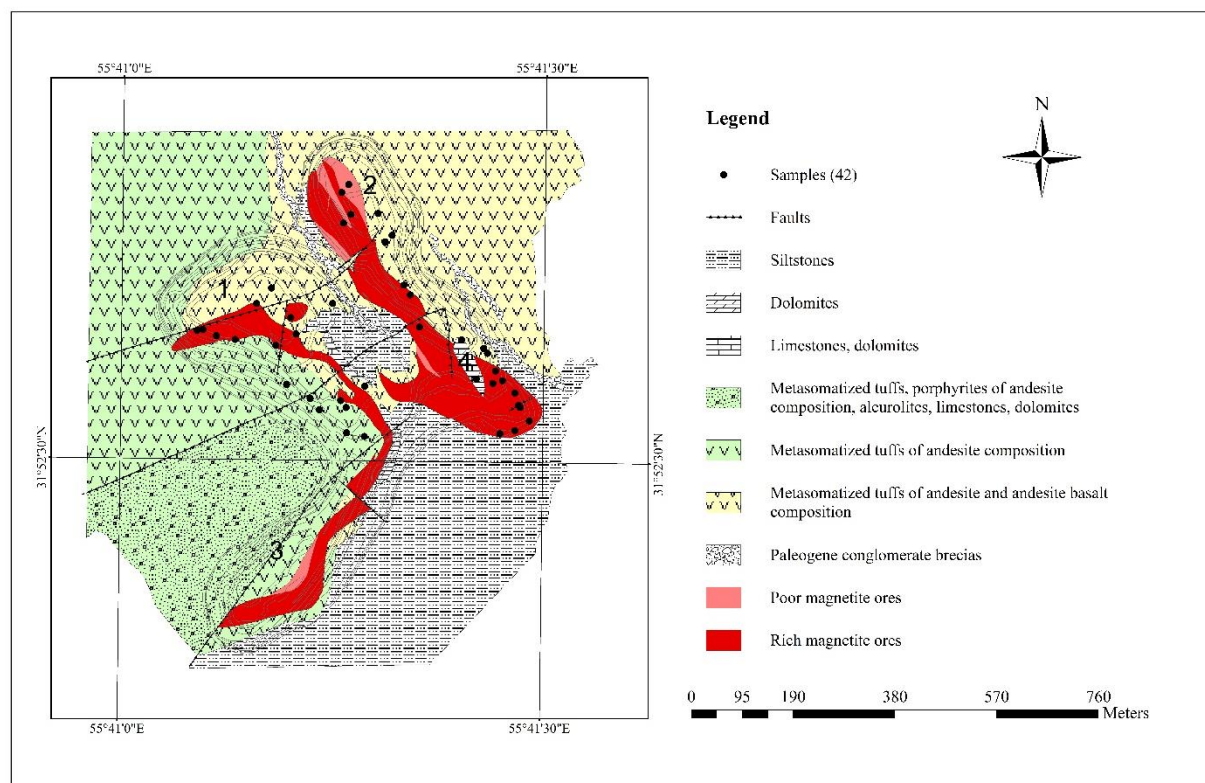 55°41'0"E 55°41'30"E
31°52'30"N 31°52'30"N
2
1
4
3
55°41'0"E 55°41'30"E
Legend
N
Samples (42)
Faults
Siltstones
Dolomites
Limestones, dolomites
Metasomatized tuffs, porphyrites of andesite
composition, aleurolites, limestones, dolomites
Metasomatized tuffs of andesite composition
Metasomatized tuffs of andesite and andesite basalt
composition
Paleogene conglomerate brecias
Poor magnetite ores
Rich magnetite ores
0 95 190 380 570 760
Meters